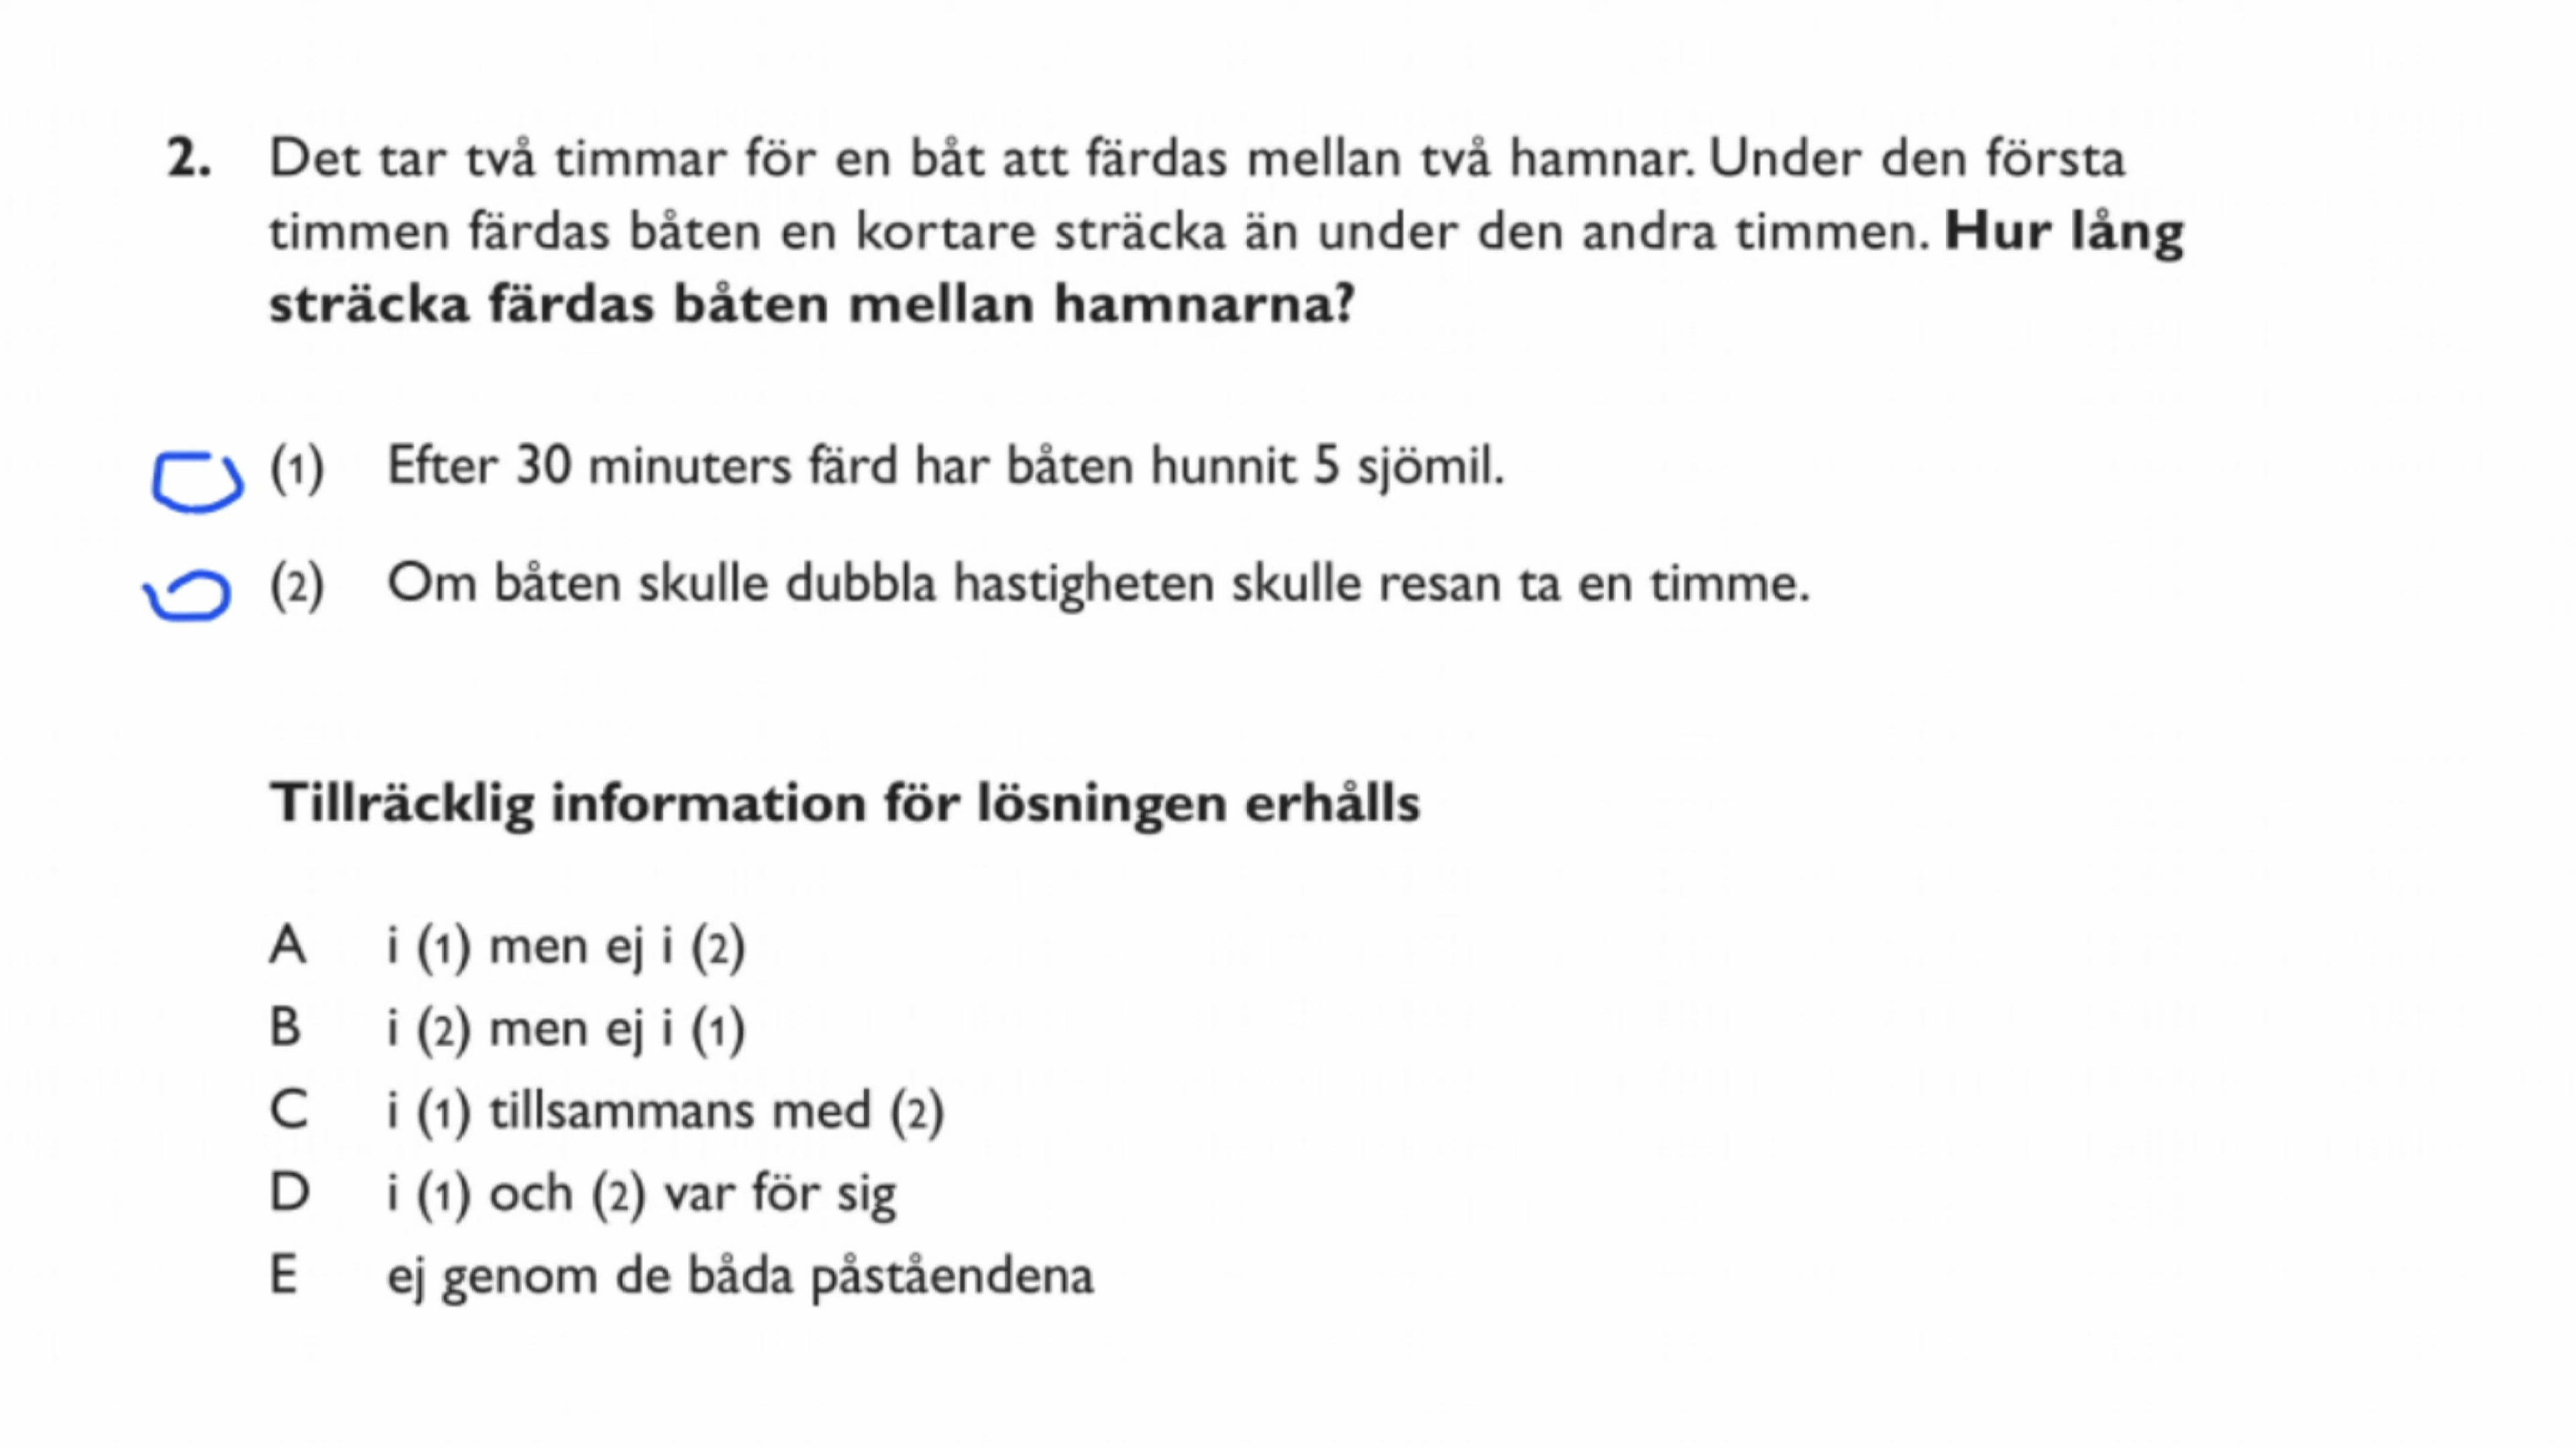 2. Det tar två timmar för en båt att färdas mellan två hamnar. Under den första
timmen färdas båten en kortare sträcka än under den andra timmen. Hur lång
sträcka färdas båten mellan hamnarna?
(1) Efter 30 minuters färd har båten hunnit 5 sjömil.
(2) Om båten skulle dubbla hastigheten skulle resan ta en timme.
Tillräcklig information för lösningen erhålls
A i (1) men ej i (2)
B i (2) men ej i (1)
C i (1) tillsammans med (2)
D i (1) och (2) var för sig
E ej genom de båda påståendena